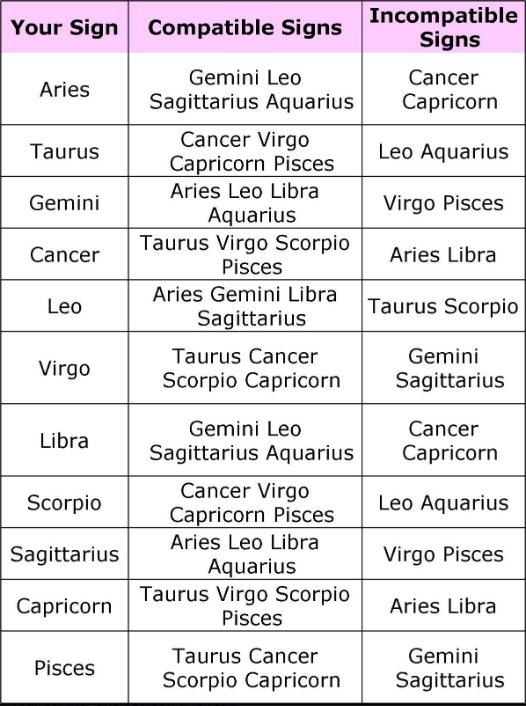 Your Sign Compatible Signs Incompatible
Signs
Aries Gemini Leo Cancer
Sagittarius Aquarius Capricorn
Taurus Cancer Virgo Leo Aquarius
Capricorn Pisces
Gemini Aries Leo Libra Virgo Pisces
Aquarius
Cancer Taurus Virgo Scorpio Aries Libra
Pisces
Leo Aries Gemini Libra Taurus Scorpio
Sagittarius
Virgo Taurus Cancer Gemini
Scorpio Capricorn Sagittarius
Libra Gemini Leo Cancer
Sagittarius Aquarius Capricorn
Scorpio Cancer Virgo Leo Aquarius
Capricorn Pisces
Sagittarius Aries Leo Libra Virgo Pisces
Aquarius
Capricorn Taurus Virgo Scorpio Aries Libra
Pisces
Pisces Taurus Cancer Gemini
Scorpio Capricorn Sagittarius